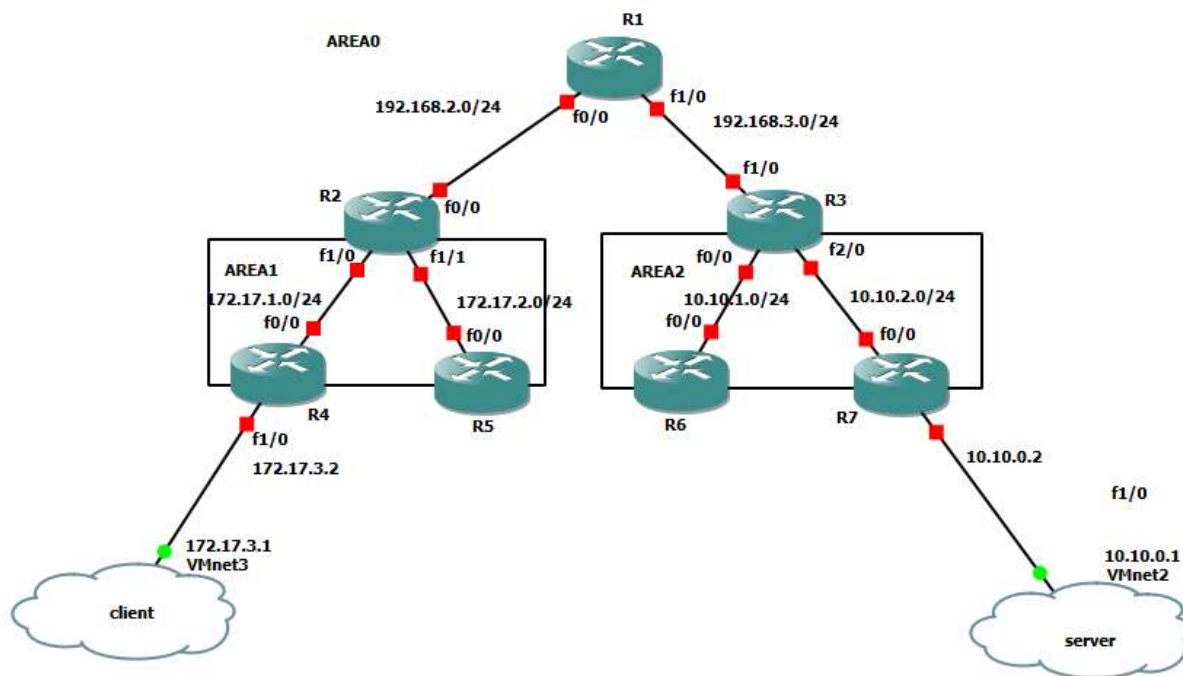 R1
AREA0
f1/0
192.168.2.0/24
f0/0
192.168.3.0/24
f1/0
R2
R3
f0/0
f1/0
f1/1
f0/0
f2/0
AREA1
AREA2
172.17.1.0/24
172.17.2.0/24
10.10.1.0/24
10.10.2.0/24
f0/0
f0/0
f0/0
f0/0
R4
R5
R6
R7
f1/0
172.17.3.2
10.10.0.2
f1/0
172.17.3.1
VMnet3
10.10.0.1
VMnet2
client
server